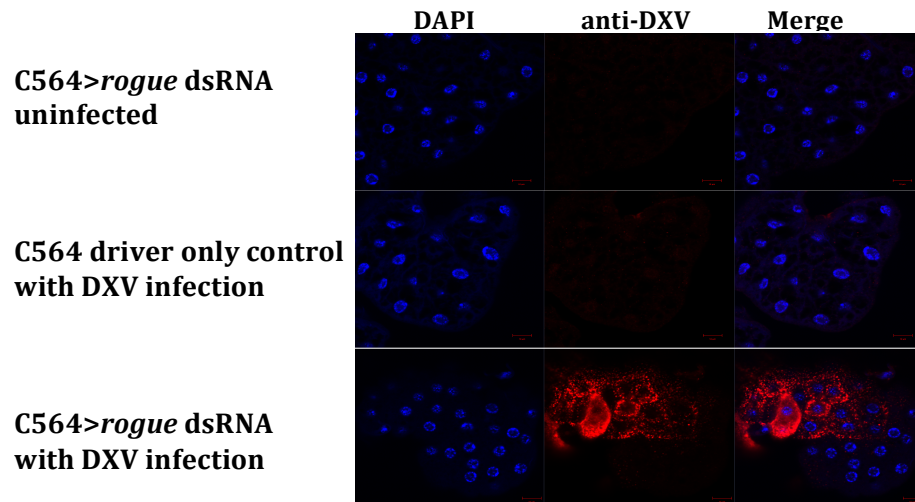 DAPI anti-DXV Merge
C564>rogue dsRNA
uninfected
C564 driver only control
with DXV infection
C564>rogue dsRNA
with DXV infection